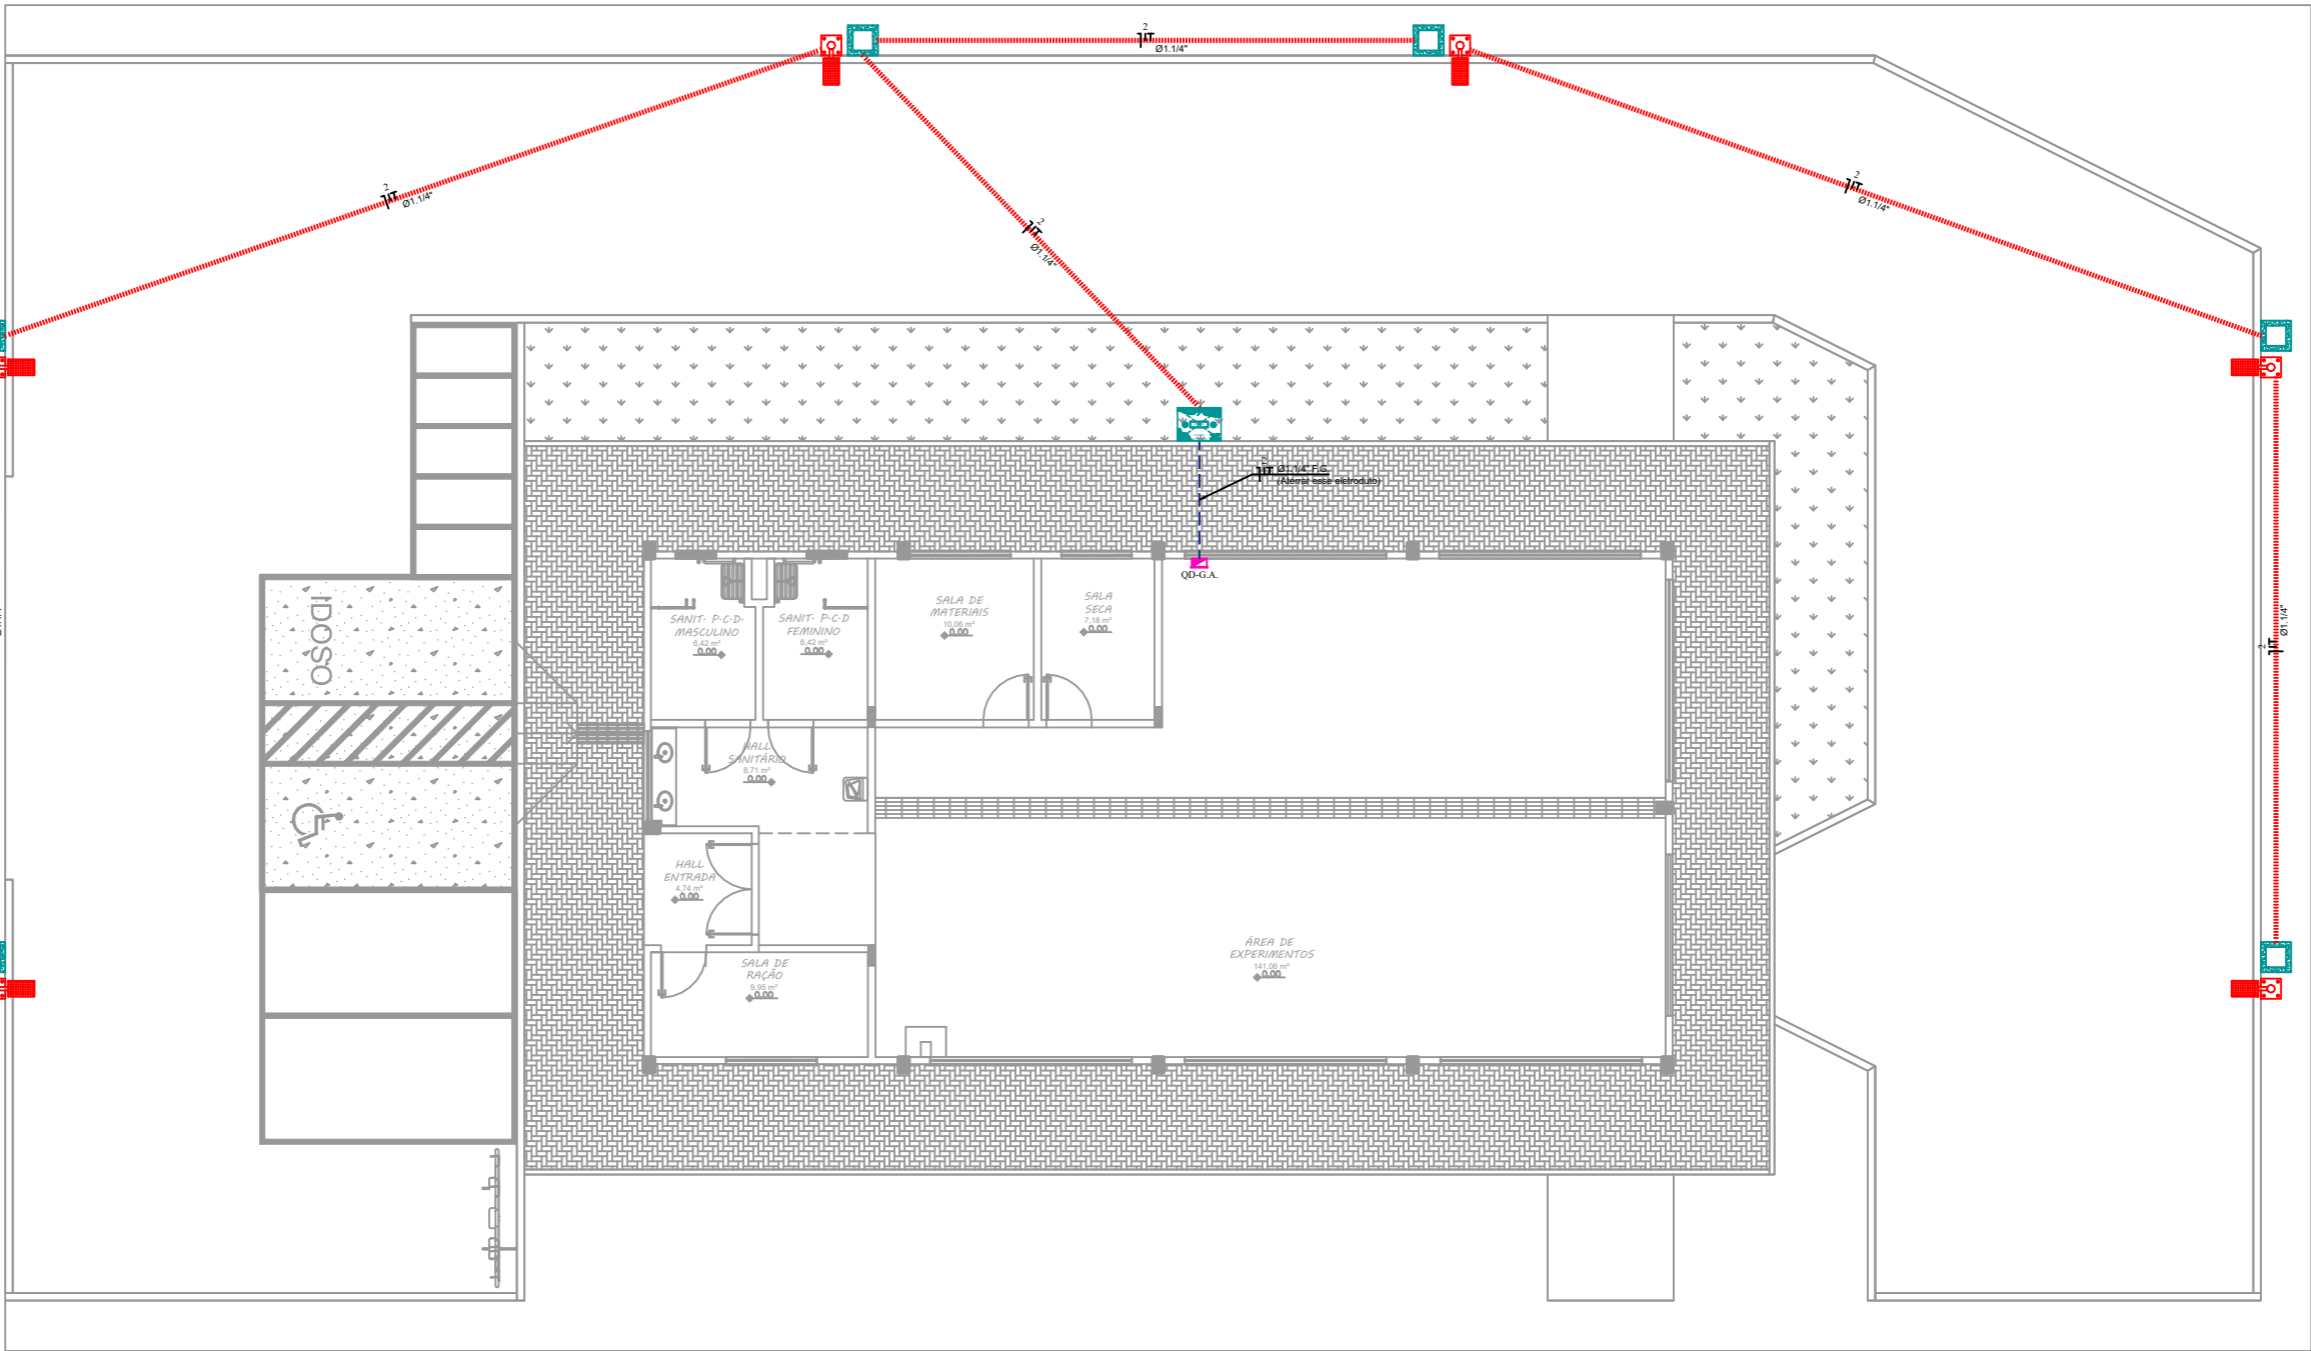 2
Ø1.1/4"
2
Ø1.1/4"
2
Ø1.1/4"
2
Ø1.1/4"
2
Ø1.1/4" F.G.
(Aterrar esse eletroduto)
QD-G.A.
IDOSO
SANIT. P.C.D.
MASCULINO
6,42 m²
0.00
SANIT. P.C.D
FEMININO
6,42 m²
0.00
SALA DE
MATERIAIS
10,06 m²
0.00
SALA
SECA
7,18 m²
0.00
2
Ø1.1/4"
HALL
SANITÁRIO
8,71 m²
0.00
HALL
ENTRADA
4,74 m²
0.00
SALA DE
RAÇÃO
9,95 m²
0.00
ÁREA DE
EXPERIMENTOS
141,06 m²
0.00